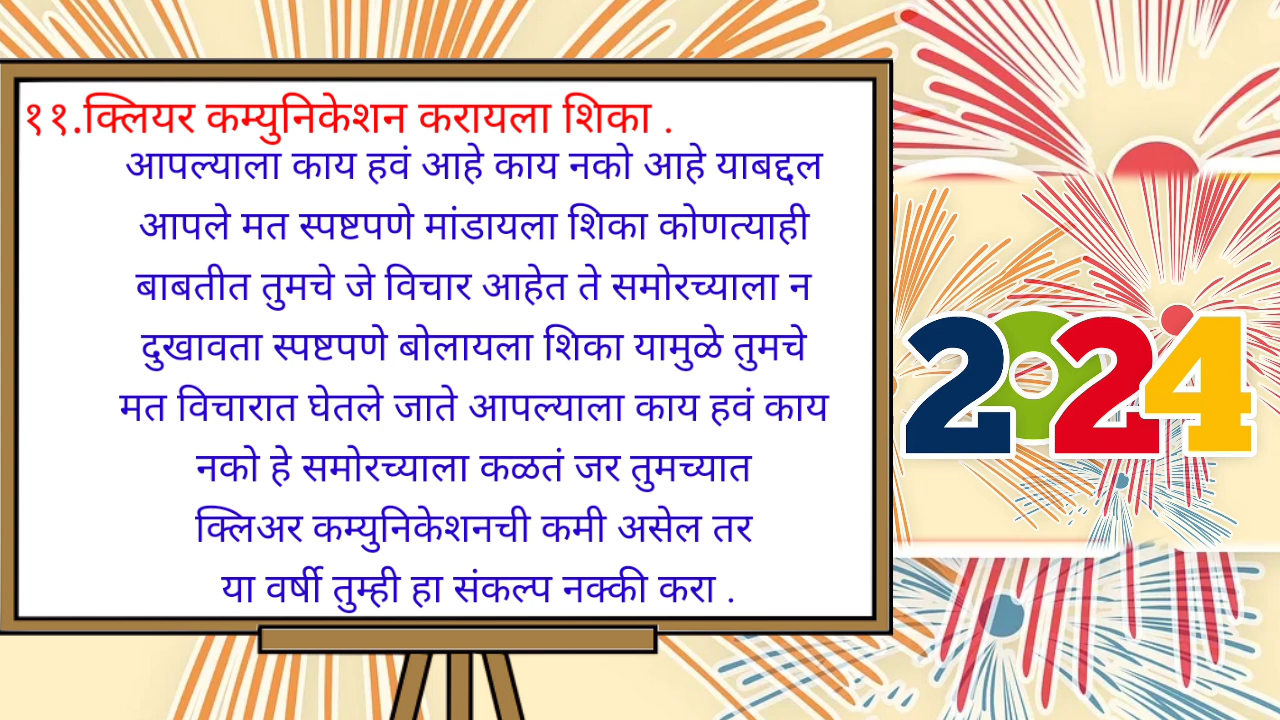 ११.क्लियर कम्युनिकेशन करायला शिका .
आपल्याला काय हवं आहे काय नको आहे याबद्दल
आपले मत स्पष्टपणे मांडायला शिका कोणत्याही
बाबतीत तुमचे जे विचार आहेत ते समोरच्याला न
दुखावता स्पष्टपणे बोलायला शिका यामुळे तुमचे
मत विचारात घेतले जाते आपल्याला काय हवं काय
नको हे समोरच्याला कळतं जर तुमच्यात
क्लिअर कम्युनिकेशनची कमी असेल तर
या वर्षी तुम्ही हा संकल्प नक्की करा .
2024